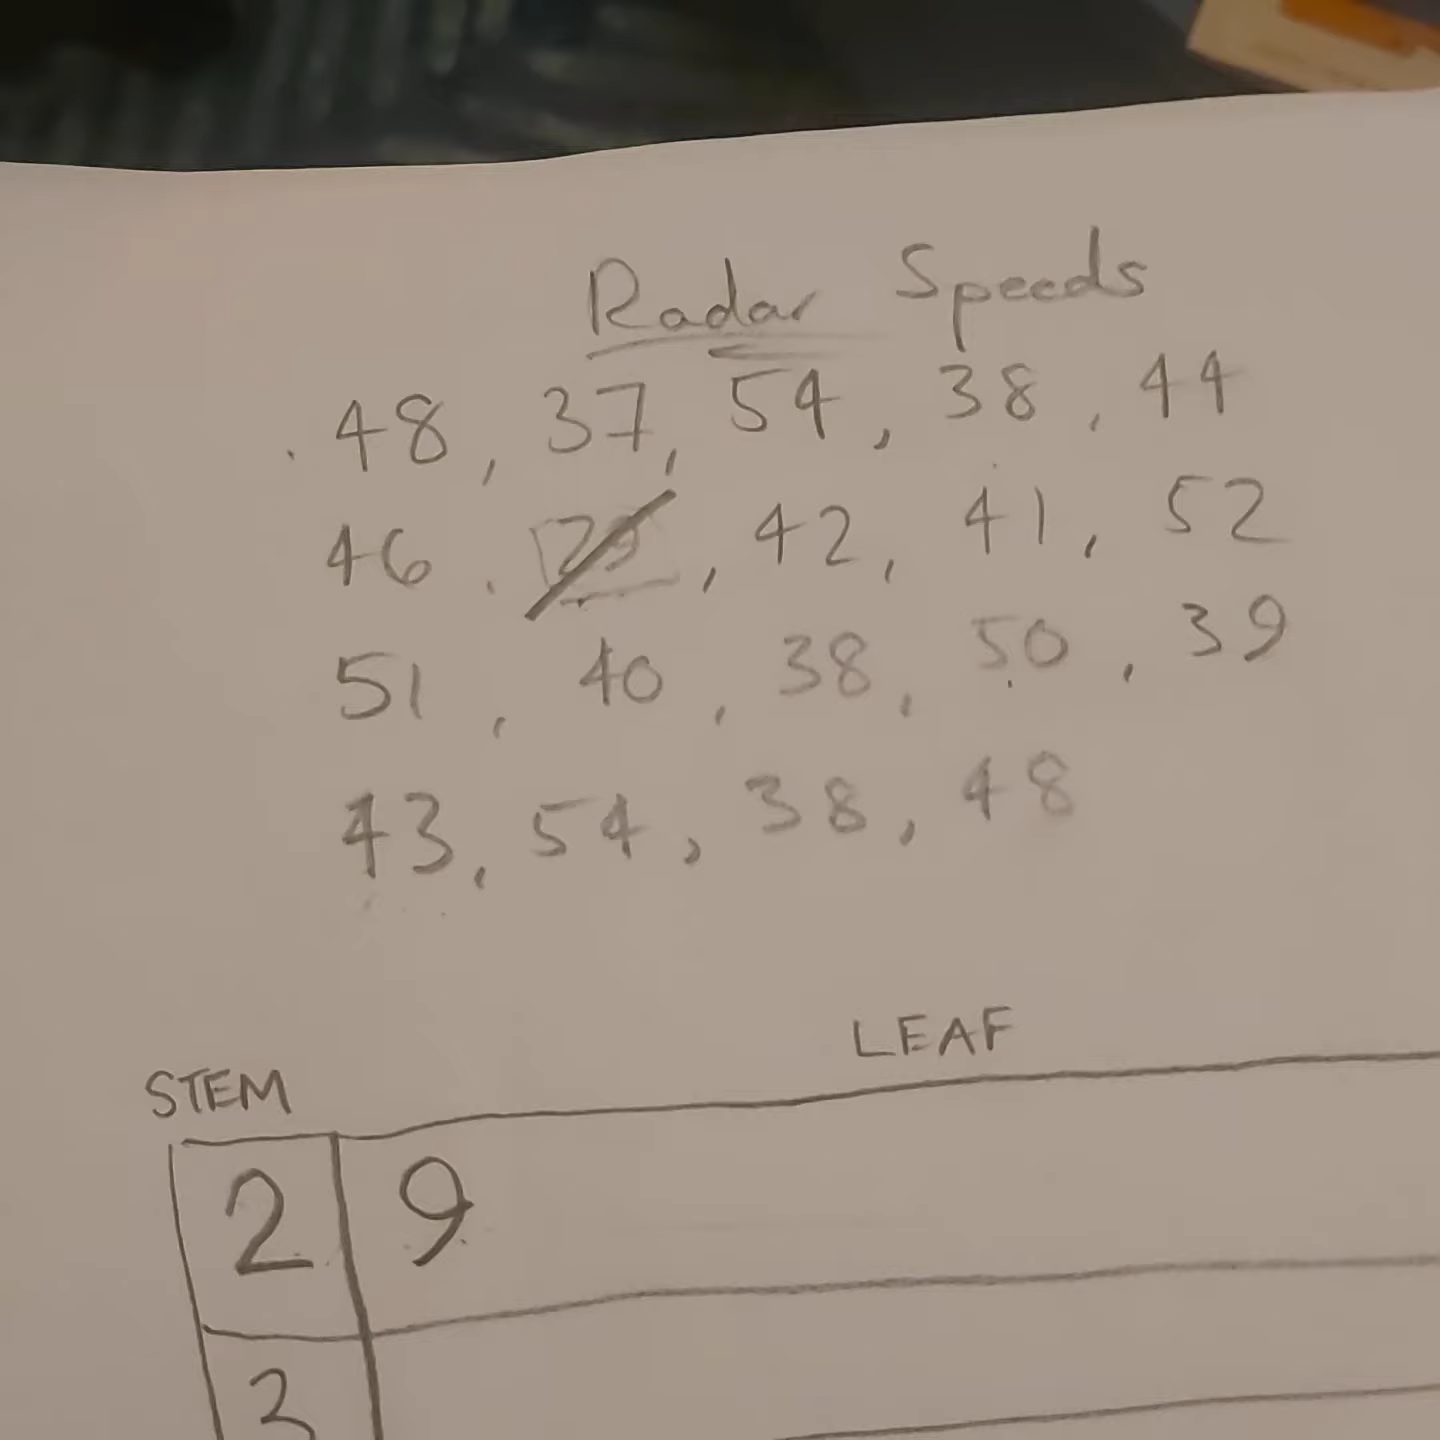 Radar Speeds
48, 37, 54, 38, 44
46, 29, 42, 41, 52
51, 40, 38, 50, 39
43, 54, 38, 48
LEAF
STEM
2 9
3